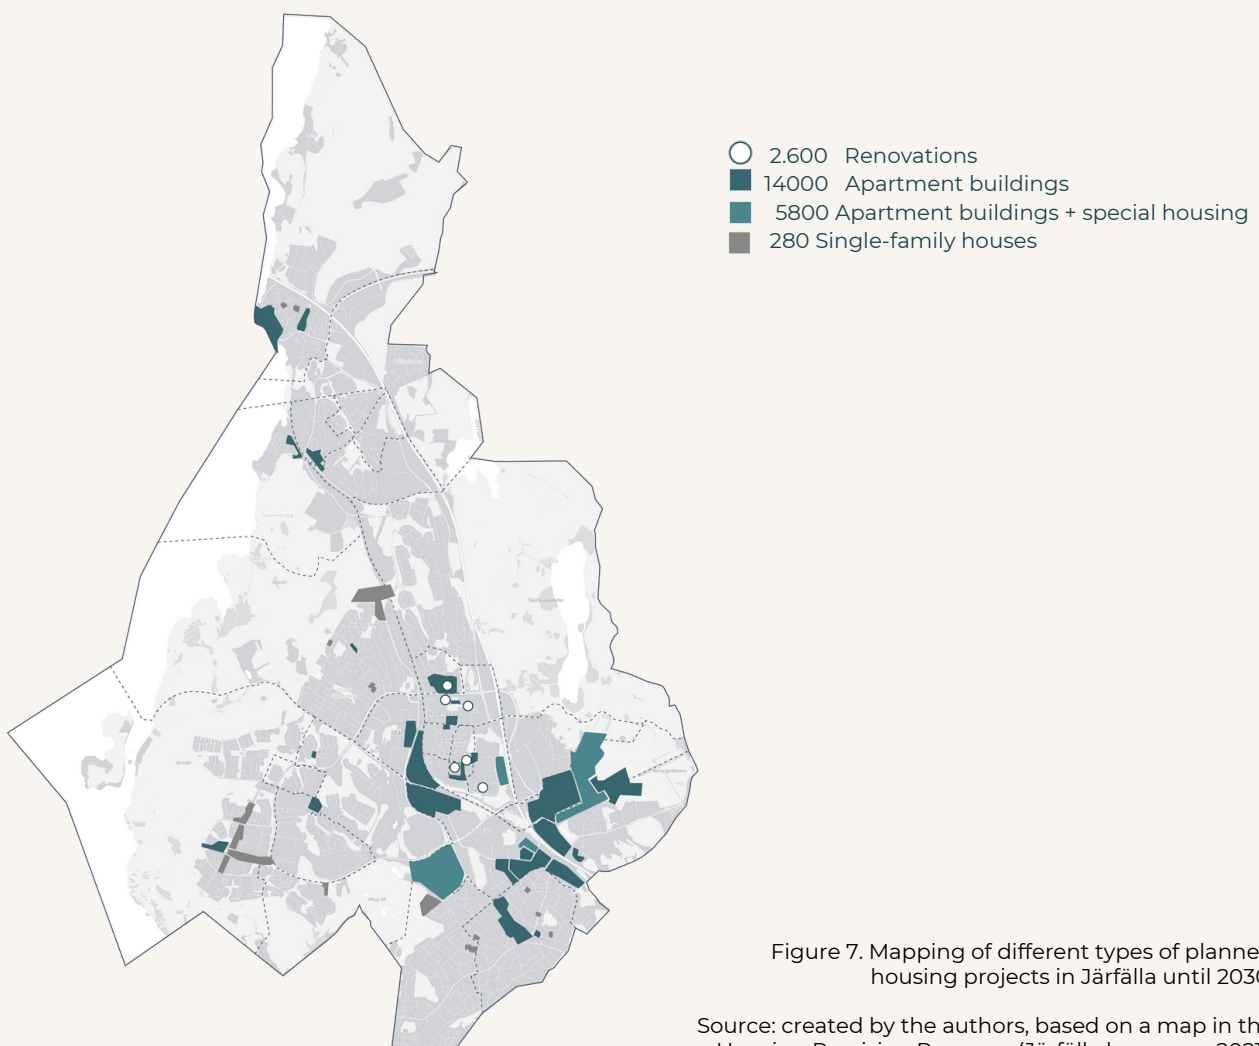 2.600 Renovations
14000 Apartment buildings
5800 Apartment buildings + special housing
280 Single-family houses
Figure 7. Mapping of different types of planne
housing projects in Järfälla until 203
Source: created by the authors, based on a map in th